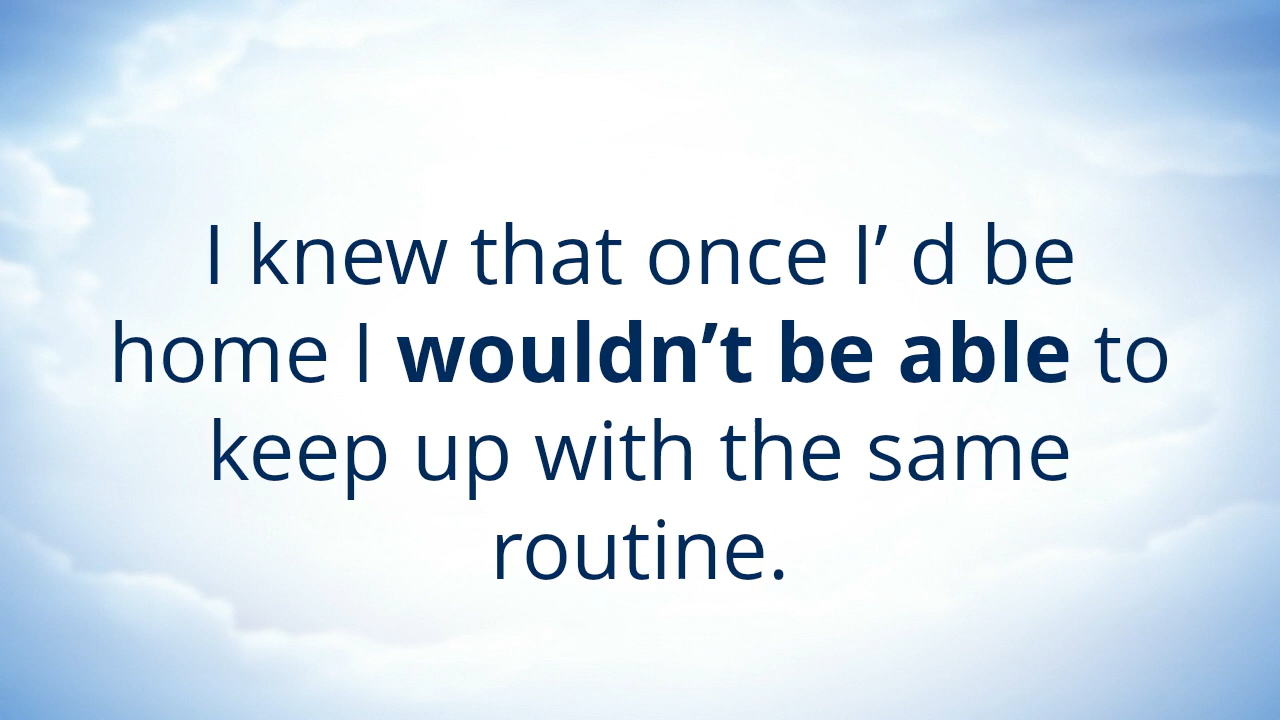 I knew that once I’ d be
home I wouldn’t be able to
keep up with the same
routine.